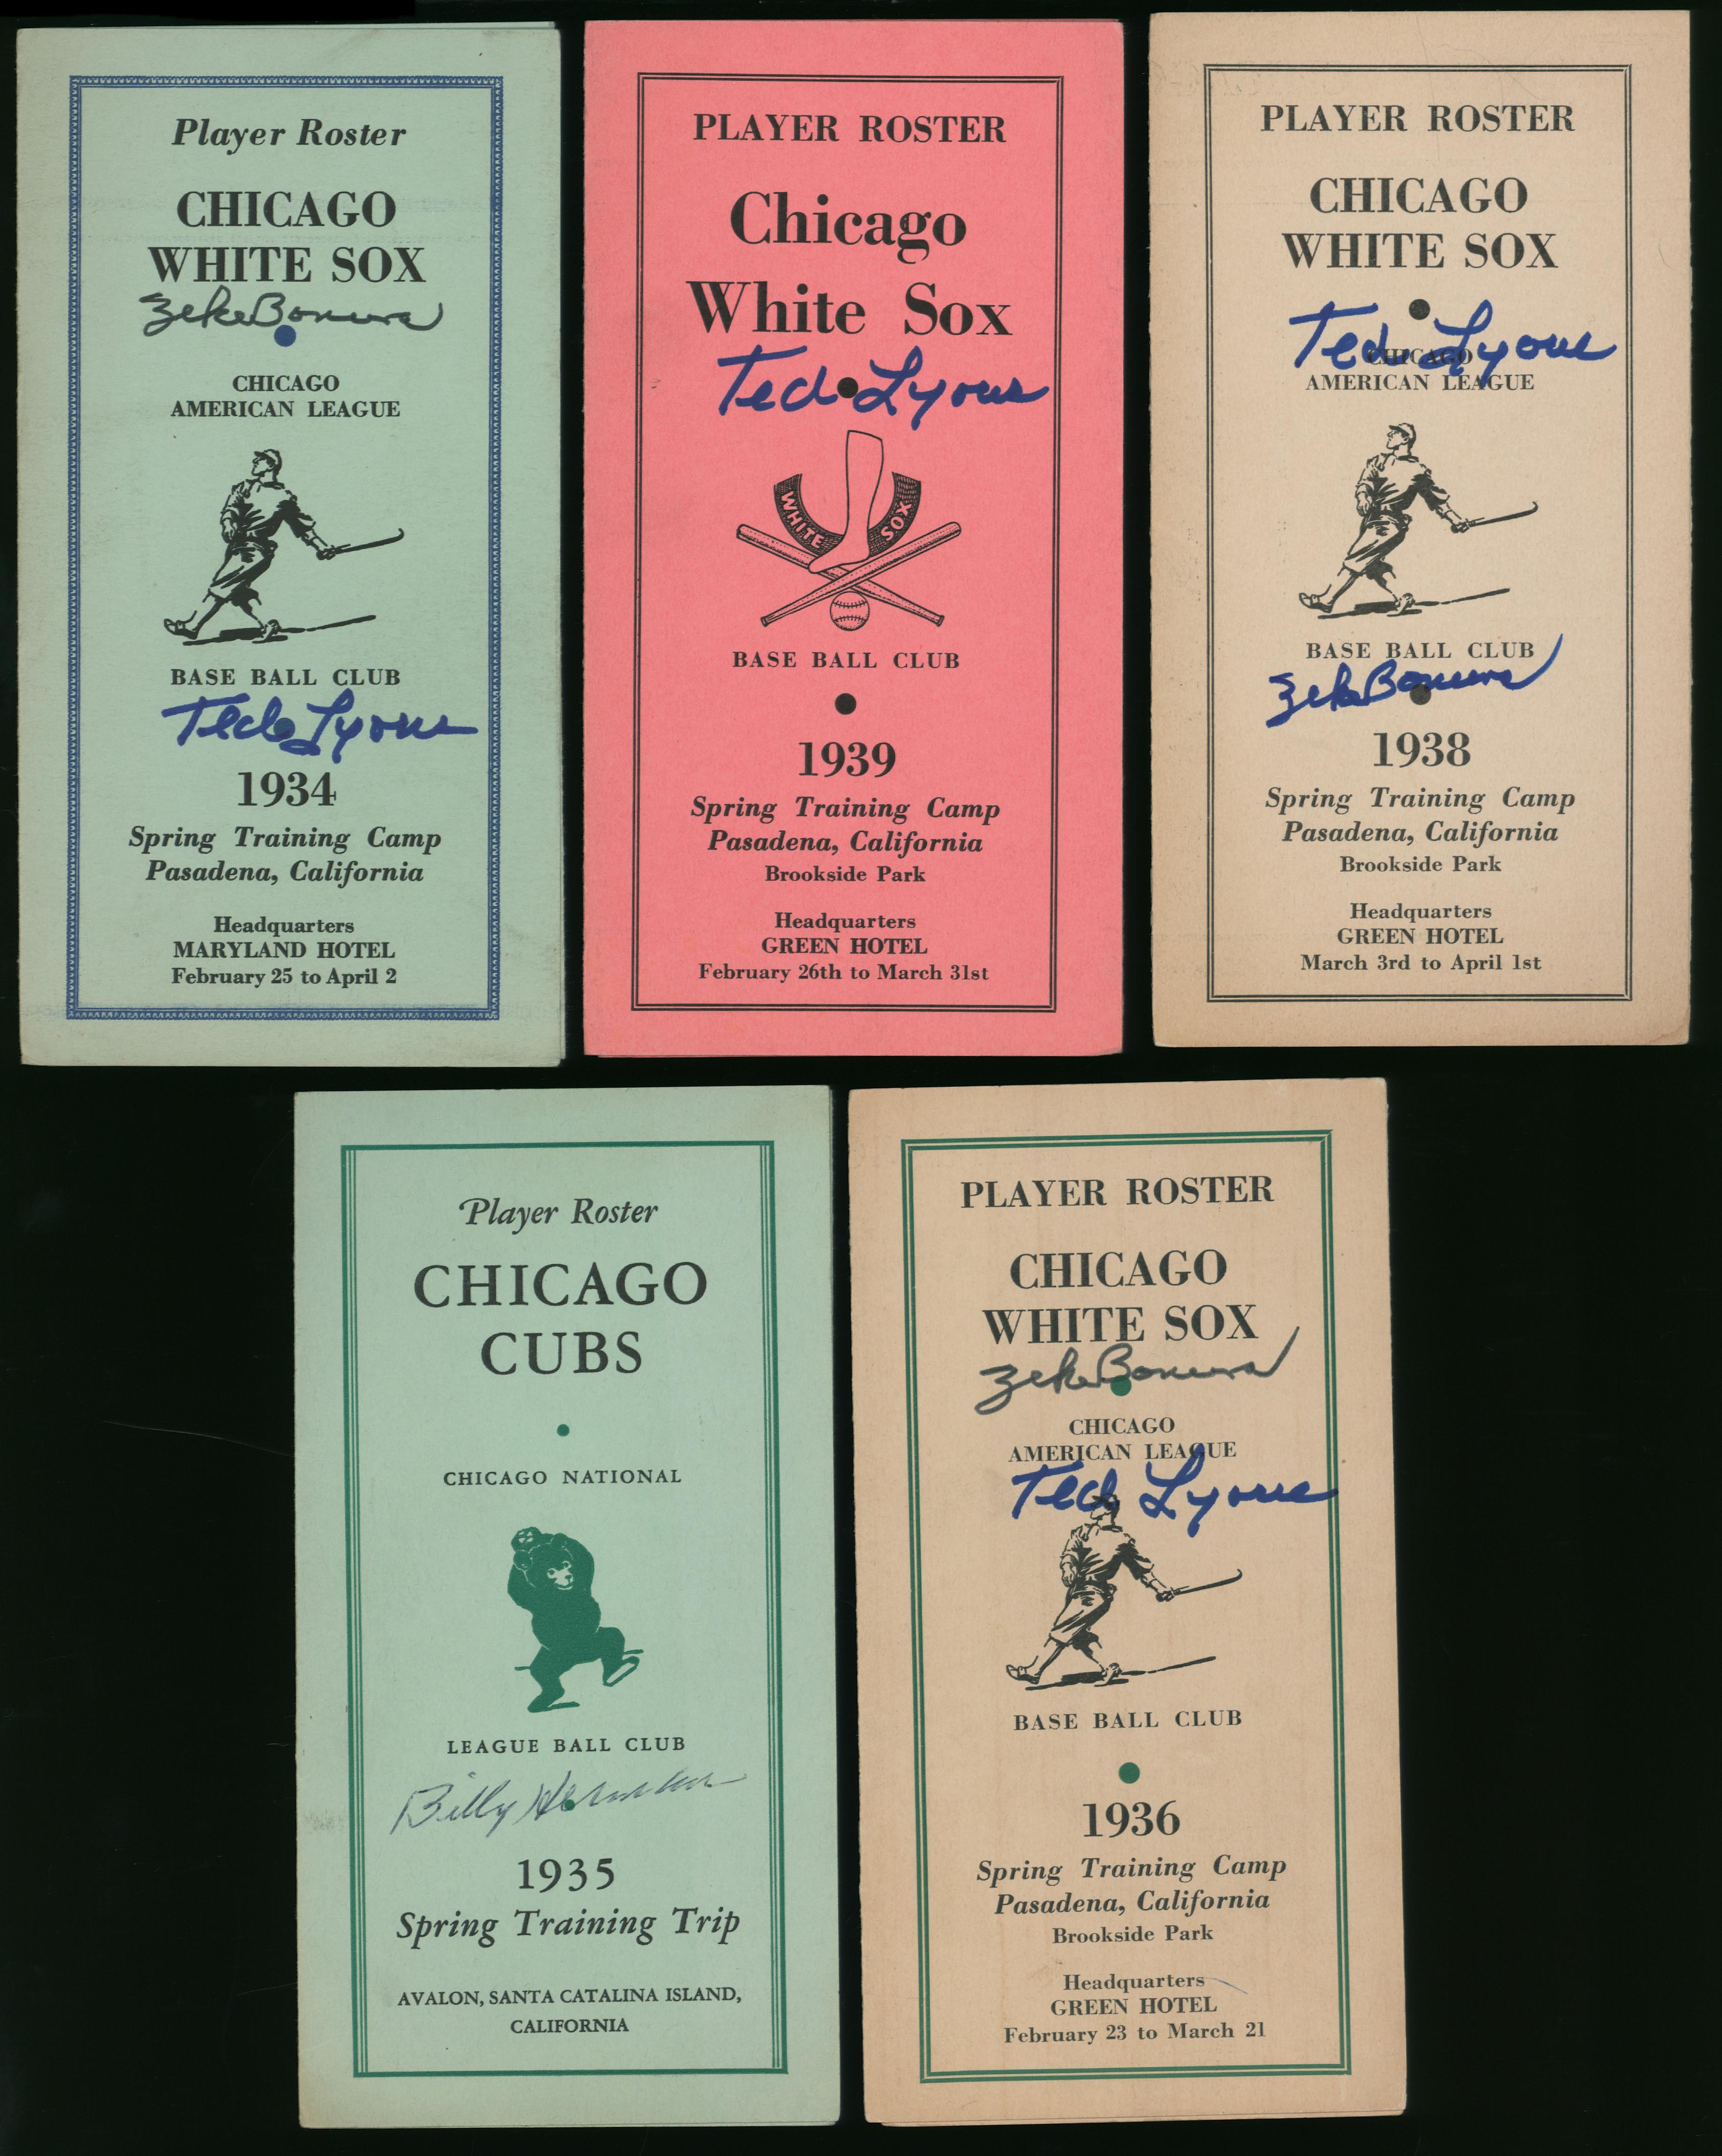 Player Roster
CHICAGO
WHITE SOX
Zeke Bonura
CHICAGO
AMERICAN LEAGUE
BASE BALL CLUB
Ted Lyons
1934
Spring Training Camp
Pasadena, California
Headquarters
MARYLAND HOTEL
February 25 to April 2
PLAYER ROSTER
Chicago
White Sox
Ted Lyons
WHITE SOX
BASE BALL CLUB
1939
Spring Training Camp
Pasadena, California
Brookside Park
Headquarters
GREEN HOTEL
February 26th to March 31st
PLAYER ROSTER
CHICAGO
WHITE SOX
Ted Lyons
CHICAGO
AMERICAN LEAGUE
BASE BALL CLUB
Zeke Bonura
1938
Spring Training Camp
Pasadena, California
Brookside Park
Headquarters
GREEN HOTEL
March 3rd to April 1st
Player Roster
CHICAGO
CUBS
CHICAGO NATIONAL
LEAGUE BALL CLUB
Billy Herman
1935
Spring Training Trip
AVALON, SANTA CATALINA ISLAND,
CALIFORNIA
PLAYER ROSTER
CHICAGO
WHITE SOX
Zeke Bonura
CHICAGO
AMERICAN LEAGUE
Ted Lyons
BASE BALL CLUB
1936
Spring Training Camp
Pasadena, California
Brookside Park
Headquarters
GREEN HOTEL
February 23 to March 21